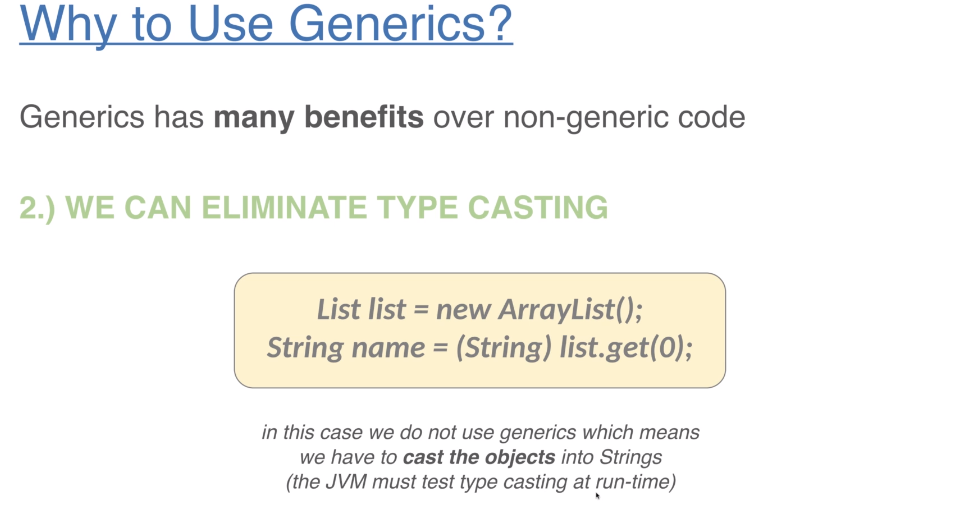 Why to Use Generics?
Generics has many benefits over non-generic code
2.) WE CAN ELIMINATE TYPE CASTING
List list = new ArrayList();
String name = (String) list.get(0);
in this case we do not use generics which means
we have to cast the objects into Strings
(the JVM must test type casting at run-time)